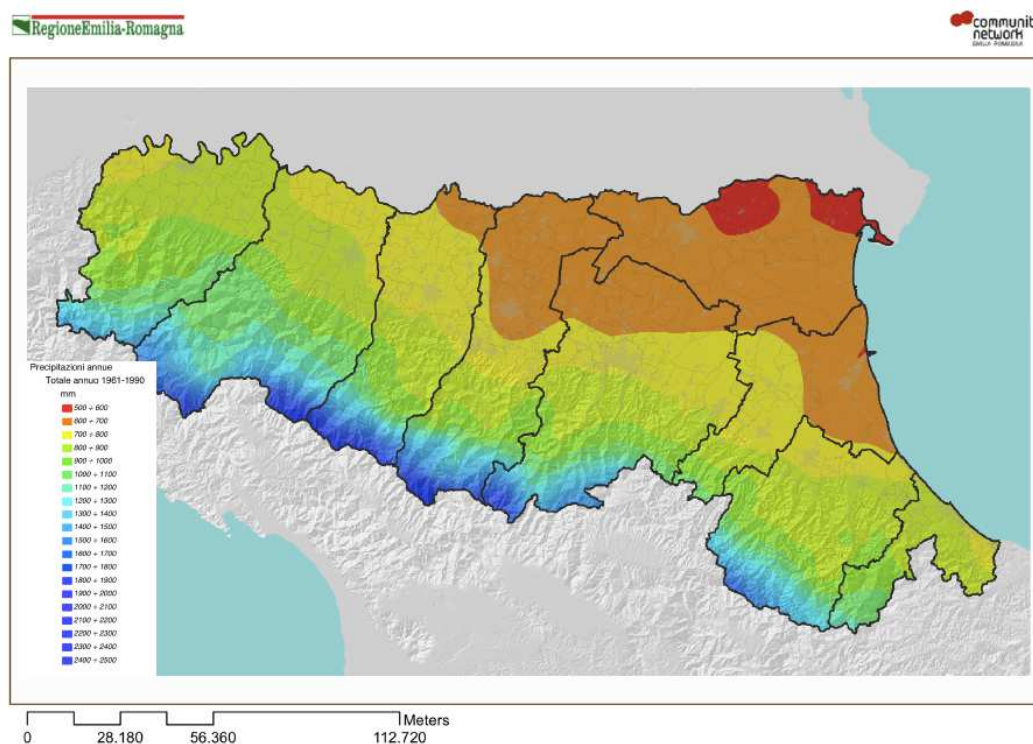 RegioneEmilia-Romagna
communit
network
EMILIA ROMAGNA
Precipitazioni annue
Totale annuo 1961-1990
mm
500 ÷ 600
600 ÷ 700
700 ÷ 800
800 ÷ 900
900 ÷ 1000
1000 ÷ 1100
1100 ÷ 1200
1200 ÷ 1300
1300 ÷ 1400
1400 ÷ 1500
1500 ÷ 1600
1600 ÷ 1700
1700 ÷ 1800
1800 ÷ 1900
1900 ÷ 2000
2000 ÷ 2100
2100 ÷ 2200
2200 ÷ 2300
2300 ÷ 2400
2400 ÷ 2500
Meters
0 28.180 56.360 112.720